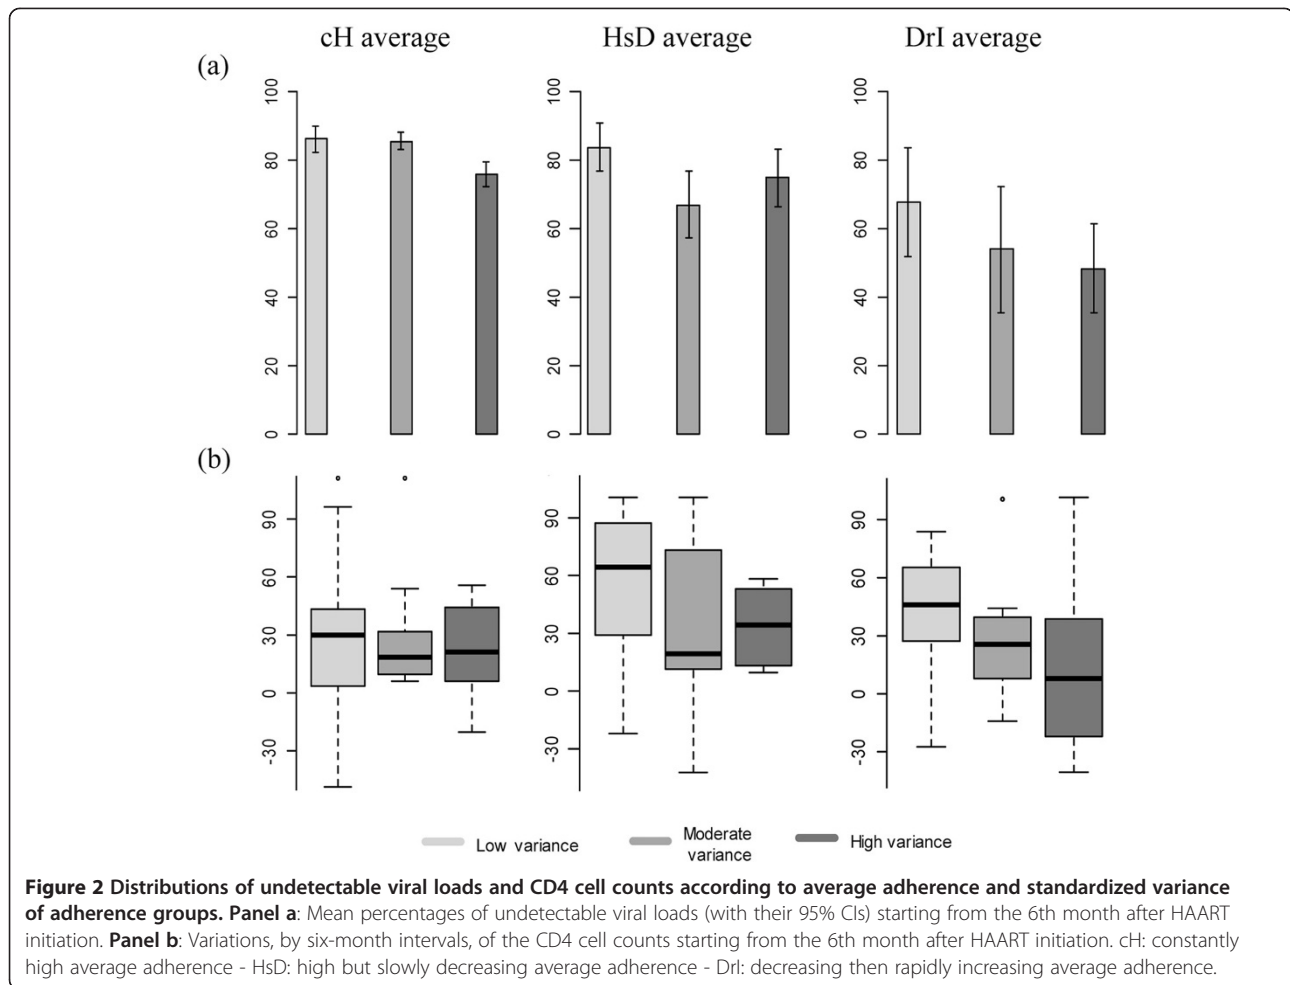 cH average HsD average DrI average
(a)
100 100 100
80 80 80
60 60 60
40 40 40
20 20 20
0 0 0
(b)
90 90 90
60 60 60
30 30 30
0 0 0
-30 -30 -30
Low variance Moderate variance High variance
Figure 2 Distributions of undetectable viral loads and CD4 cell counts according to average adherence and standardized variance
of adherence groups. Panel a: Mean percentages of undetectable viral loads (with their 95% CIs) starting from the 6th month after HAART
initiation. Panel b: Variations, by six-month intervals, of the CD4 cell counts starting from the 6th month after HAART initiation. cH: constantly
high average adherence - HsD: high but slowly decreasing average adherence - DrI: decreasing then rapidly increasing average adherence.